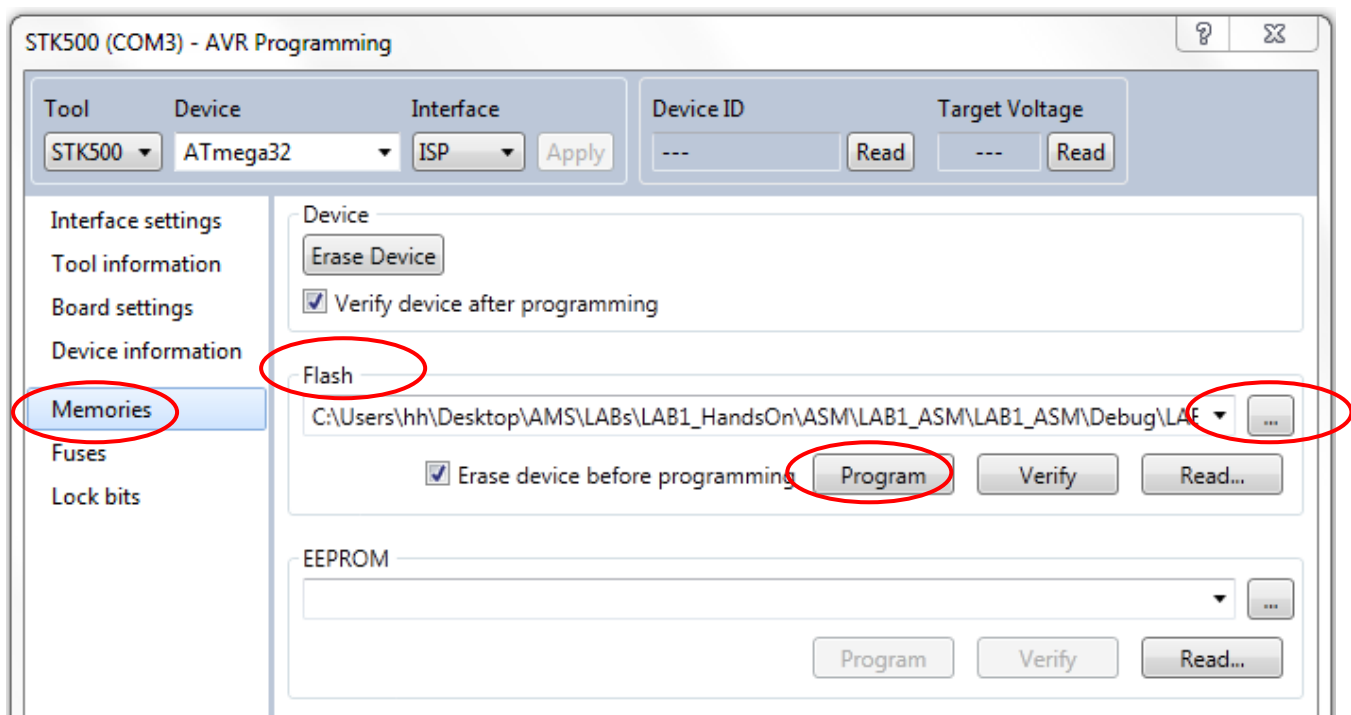 STK500 (COM3) - AVR Programming
Tool Device Interface Device ID Target Voltage
STK500 ATmega32 ISP Apply --- Read --- Read
Interface settings
Tool information
Board settings
Device information
Memories
Fuses
Lock bits
Device
Erase Device
Verify device after programming
Flash
C:\Users\hh\Desktop\AMS\LABs\LAB1_HandsOn\ASM\LAB1_ASM\LAB1_ASM\Debug\LAB ...
Erase device before programming Program Verify Read...
EEPROM
...
Program Verify Read...